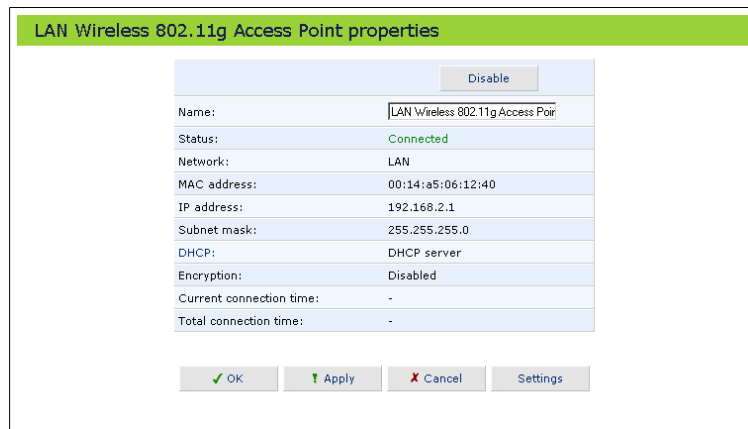 LAN Wireless 802.11g Access Point properties
Disable
Name: LAN Wireless 802.11g Access Poir
Status: Connected
Network: LAN
MAC address: 00:14:a5:06:12:40
IP address: 192.168.2.1
Subnet mask: 255.255.255.0
DHCP: DHCP server
Encryption: Disabled
Current connection time: -
Total connection time: -
OK Apply Cancel Settings